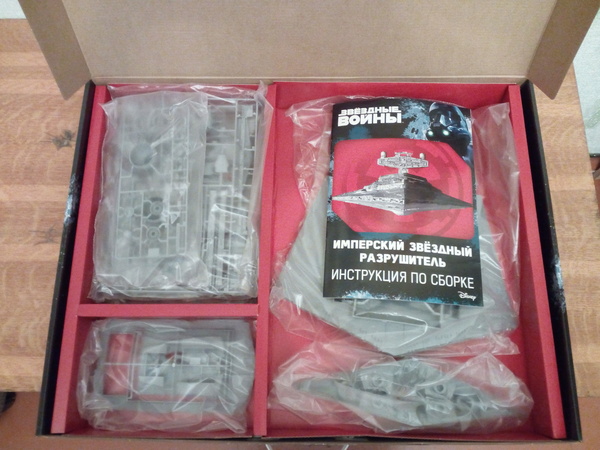 ЗВЁЗДНЫЕ
ВОЙНЫ
ИМПЕРСКИЙ ЗВЁЗДНЫЙ
РАЗРУШИТЕЛЬ
ИНСТРУКЦИЯ ПО СБОРКЕ
Disney